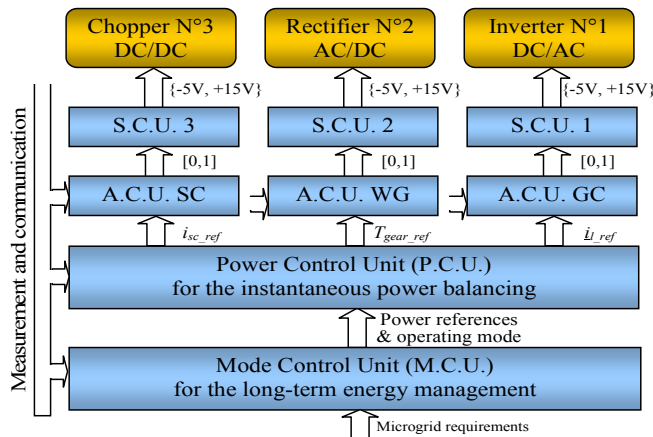 Chopper N°3
DC/DC
Rectifier N°2
AC/DC
Inverter N°1
DC/AC
{-5V, +15V}
{-5V, +15V}
{-5V, +15V}
S.C.U. 3
S.C.U. 2
S.C.U. 1
[0,1]
[0,1]
[0,1]
A.C.U. SC
A.C.U. WG
A.C.U. GC
i_sc_ref
T_gear_ref
i_l_ref
Power Control Unit (P.C.U.)
for the instantaneous power balancing
Power references
& operating mode
Mode Control Unit (M.C.U.)
for the long-term energy management
Microgrid requirements
Measurement and communication